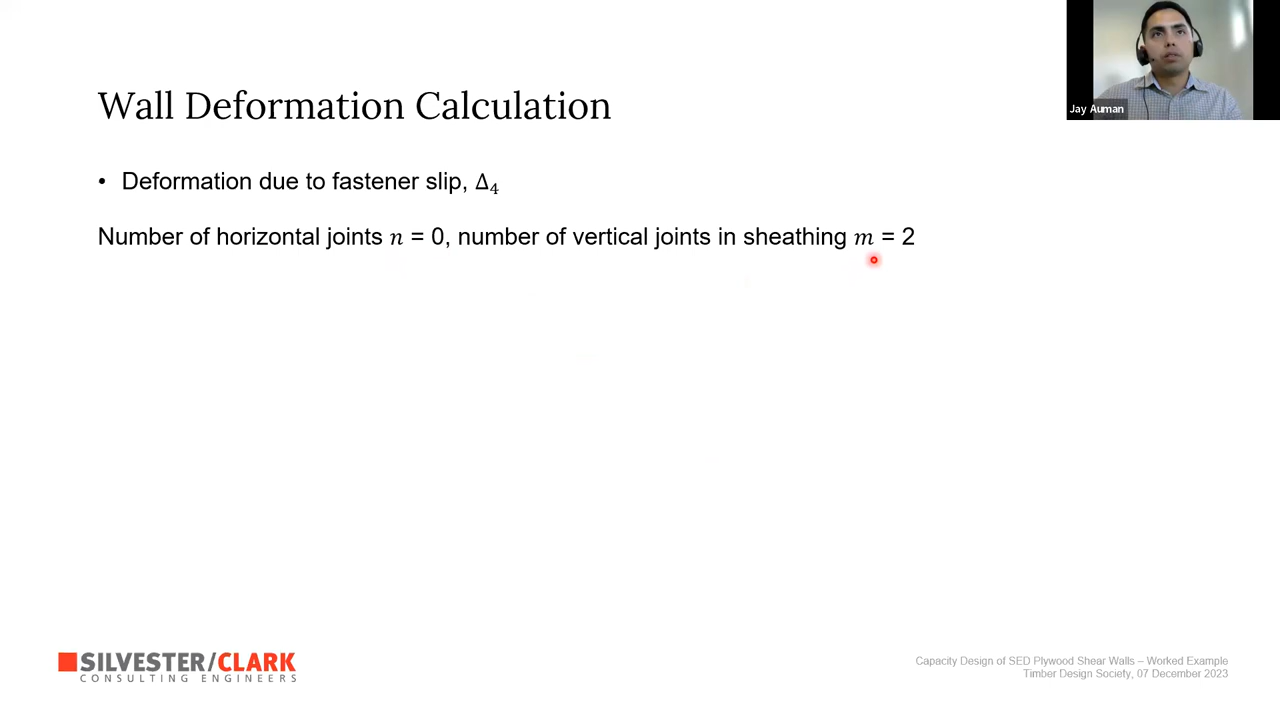 Jay Auman
Wall Deformation Calculation
• Deformation due to fastener slip, Δ₄
Number of horizontal joints 𝑛 = 0, number of vertical joints in sheathing 𝑚 = 2
SILVESTER/CLARK
CONSULTING ENGINEERS
Capacity Design of SED Plywood Shear Walls – Worked Example
Timber Design Society, 07 December 2023